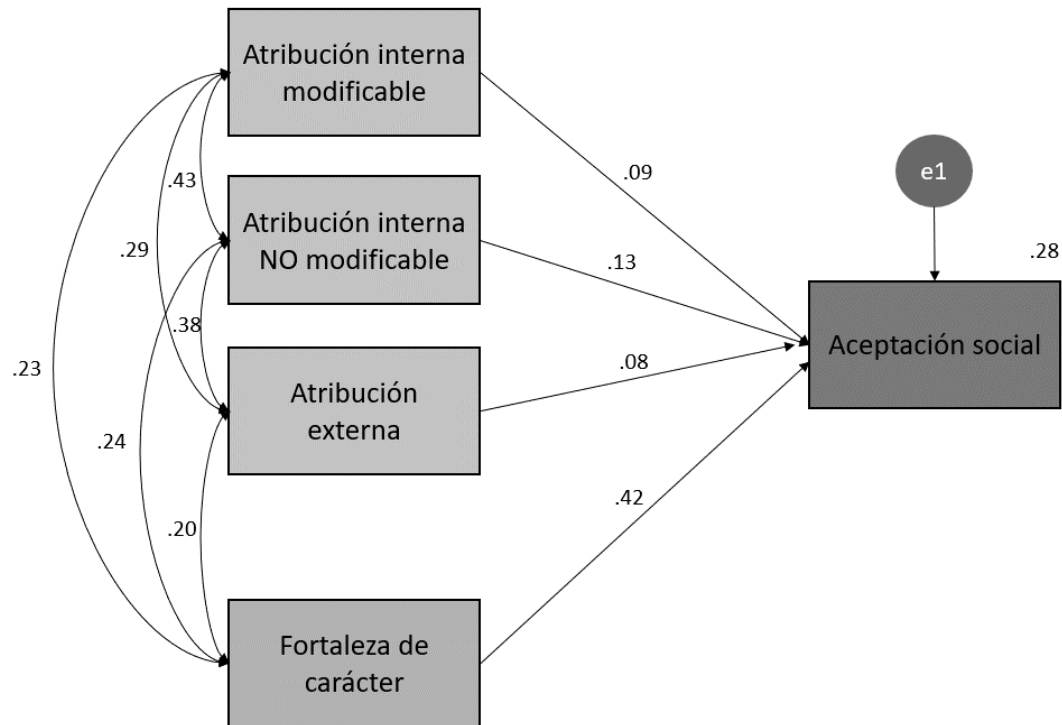 Atribución interna
modificable
.09
e1
.43
Atribución interna
NO modificable
.29
.13
.28
.38
Aceptación social
.23
.08
Atribución
externa
.24
.42
.20
Fortaleza de
carácter